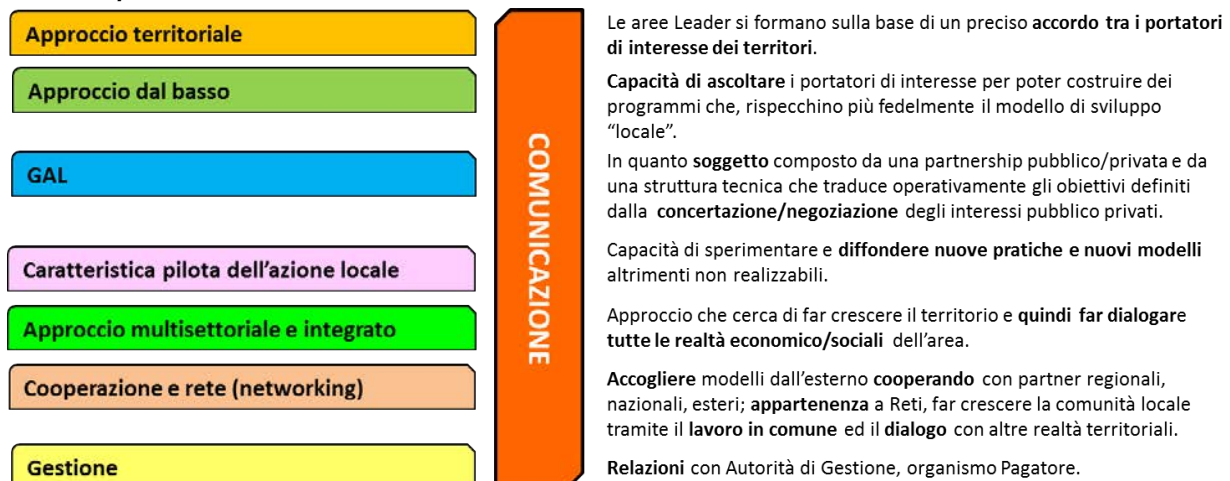 Approccio territoriale
Le aree Leader si formano sulla base di un preciso accordo tra i portatori
di interesse dei territori.
Approccio dal basso
Capacità di ascoltare i portatori di interesse per poter costruire dei
programmi che, rispecchino più fedelmente il modello di sviluppo
“locale”.
GAL
In quanto soggetto composto da una partnership pubblico/privata e da
una struttura tecnica che traduce operativamente gli obiettivi definiti
dalla concertazione/negoziazione degli interessi pubblico privati.
COMUNICAZIONE
Caratteristica pilota dell’azione locale
Capacità di sperimentare e diffondere nuove pratiche e nuovi modelli
altrimenti non realizzabili.
Approccio multisettoriale e integrato
Approccio che cerca di far crescere il territorio e quindi far dialogare
tutte le realtà economico/sociali dell’area.
Cooperazione e rete (networking)
Accogliere modelli dall’esterno cooperando con partner regionali,
nazionali, esteri; appartenenza a Reti, far crescere la comunità locale
tramite il lavoro in comune ed il dialogo con altre realtà territoriali.
Gestione
Relazioni con Autorità di Gestione, organismo Pagatore.